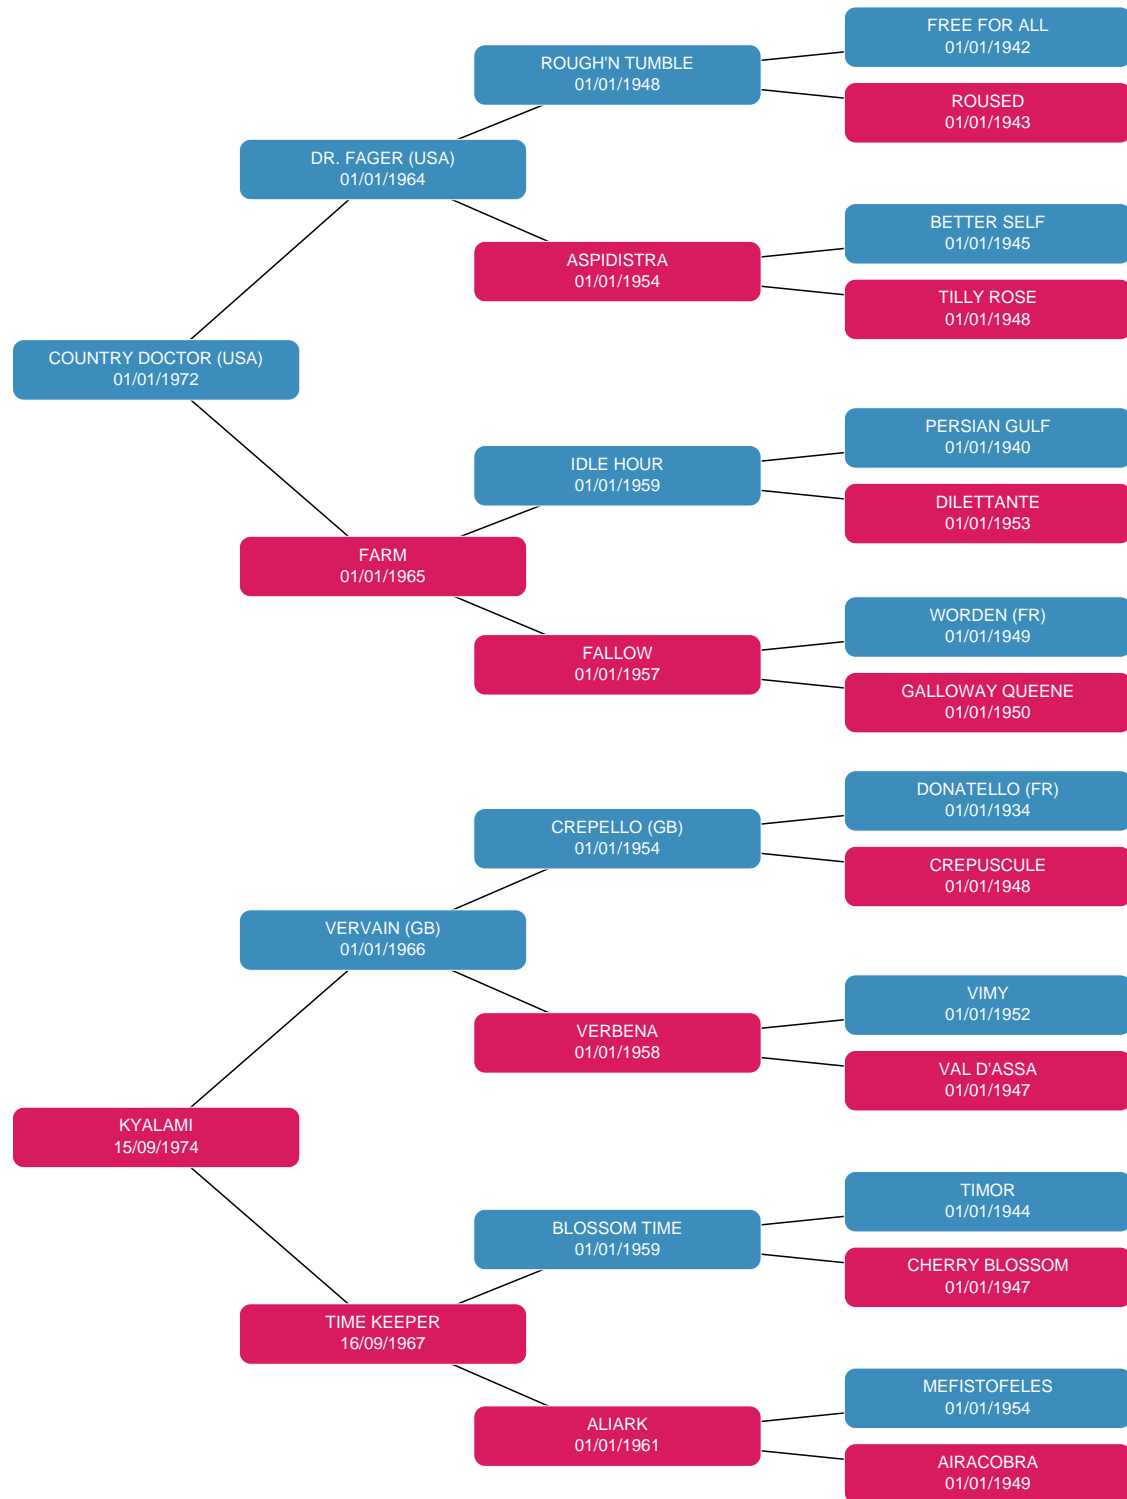 FREE FOR ALL
01/01/1942
ROUGH'N TUMBLE
01/01/1948
ROUSED
01/01/1943
DR. FAGER (USA)
01/01/1964
BETTER SELF
01/01/1945
ASPIDISTRA
01/01/1954
TILLY ROSE
01/01/1948
COUNTRY DOCTOR (USA)
01/01/1972
PERSIAN GULF
01/01/1940
IDLE HOUR
01/01/1959
DILETTANTE
01/01/1953
FARM
01/01/1965
WORDEN (FR)
01/01/1949
FALLOW
01/01/1957
GALLOWAY QUEENE
01/01/1950
DONATELLO (FR)
01/01/1934
CREPELLO (GB)
01/01/1954
CREPUSCULE
01/01/1948
VERVAIN (GB)
01/01/1966
VIMY
01/01/1952
VERBENA
01/01/1958
VAL D'ASSA
01/01/1947
KYALAMI
15/09/1974
TIMOR
01/01/1944
BLOSSOM TIME
01/01/1959
CHERRY BLOSSOM
01/01/1947
TIME KEEPER
16/09/1967
MEFISTOFELES
01/01/1954
ALIARK
01/01/1961
AIRACOBRA
01/01/1949